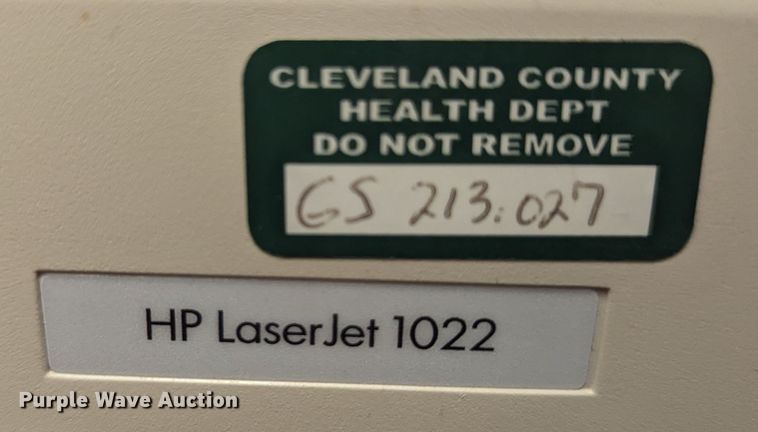 CLEVELAND COUNTY
HEALTH DEPT
DO NOT REMOVE
GS 213.027
HP LaserJet 1022
Purple Wave Auction